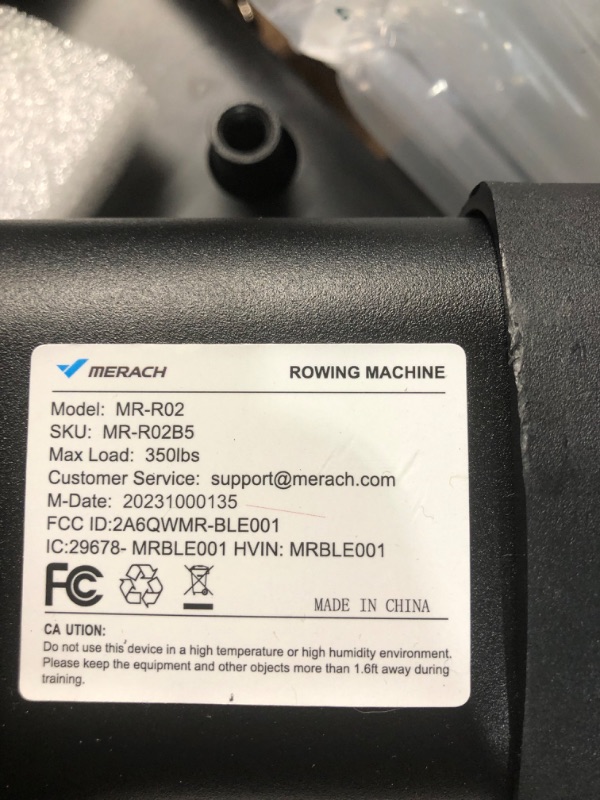 MERACH
ROWING MACHINE
Model: MR-R02
SKU: MR-R02B5
Max Load: 350lbs
Customer Service: support@merach.com
M-Date: 20231000135
FCC ID:2A6QWMR-BLE001
IC:29678- MRBLE001 HVIN: MRBLE001
FC
MADE IN CHINA
CA UTION:
Do not use this device in a high temperature or high humidity environment.
Please keep the equipment and other objects more than 1.6ft away during
training.